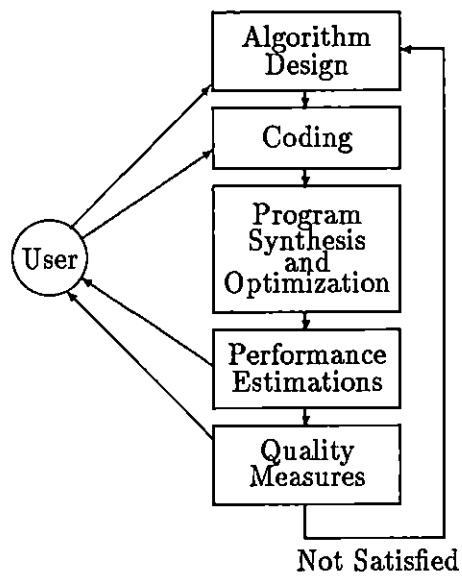 Algorithm
Design
Coding
Program
Synthesis
and
Optimization
User
Performance
Estimations
Quality
Measures
Not Satisfied